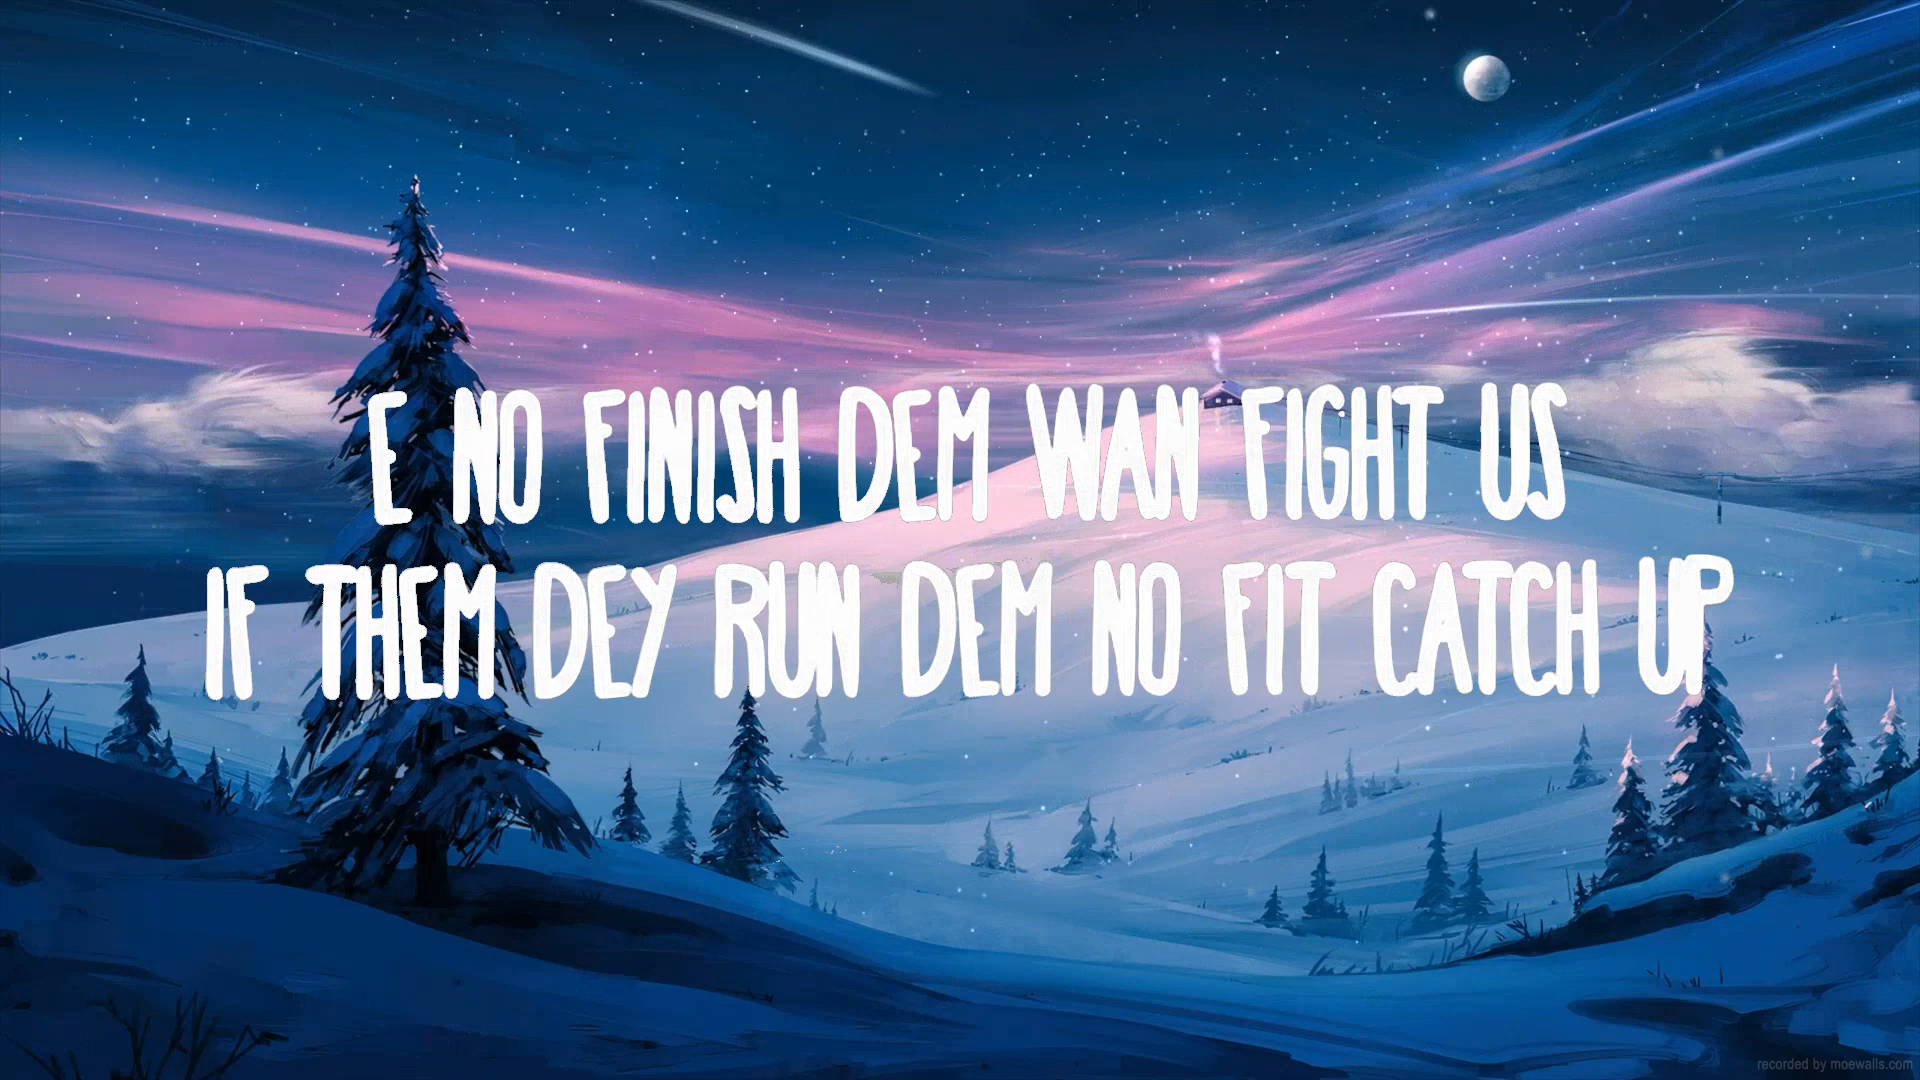 E NO FINISH DEM WAN FIGHT US
IF THEM DEY RUN DEM NO FIT CATCH UP
recorded by moewalls.com